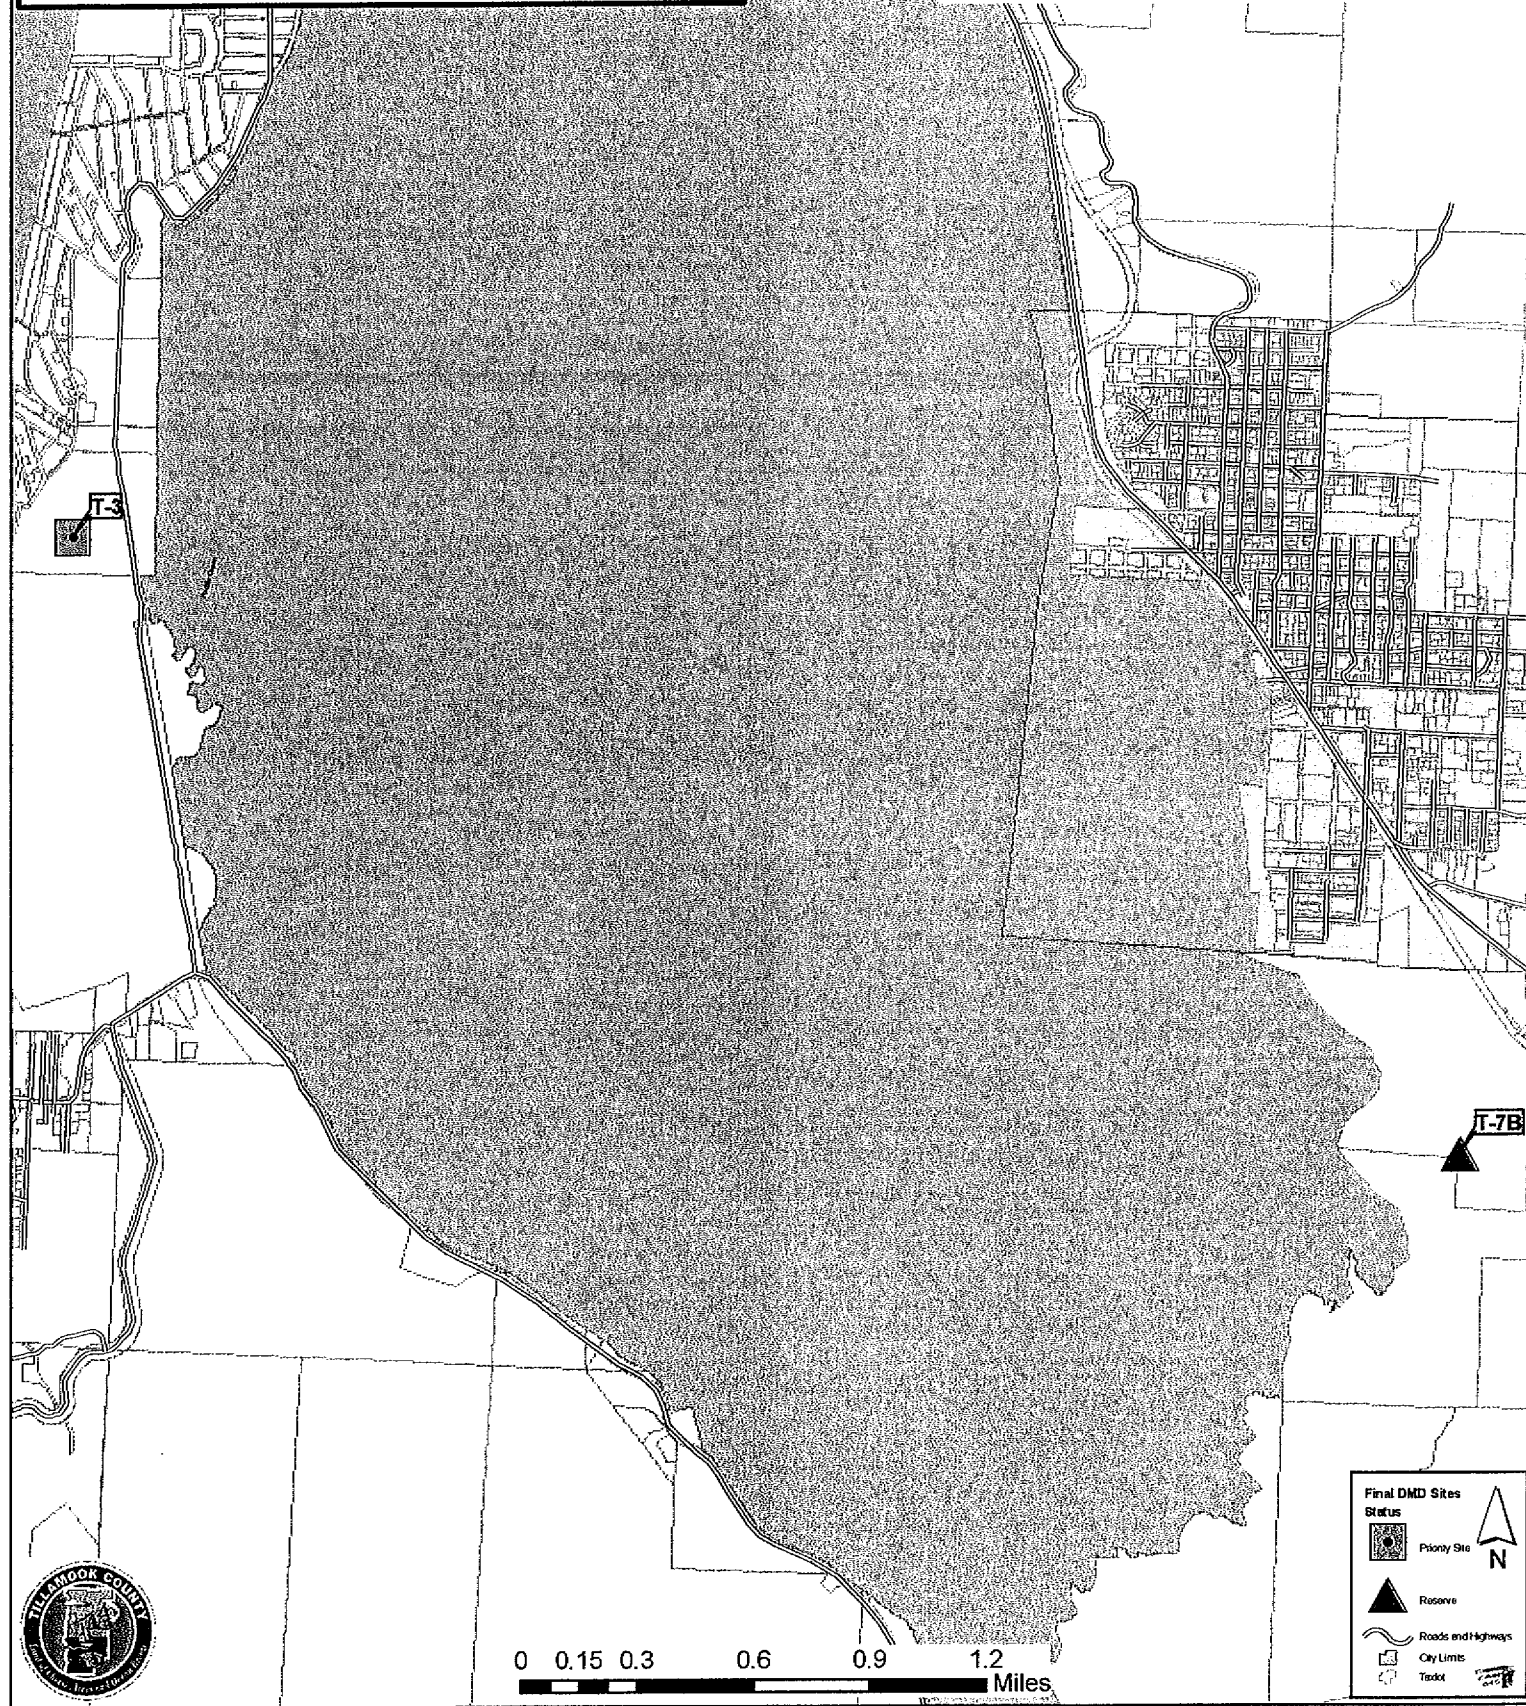 T-3
T-7B
Final DMD Sites
Status
Priority Site
N
Reserve
Roads and Highways
City Limits
Taxlot
TILLAMOOK COUNTY
0 0.15 0.3 0.6 0.9 1.2
Miles